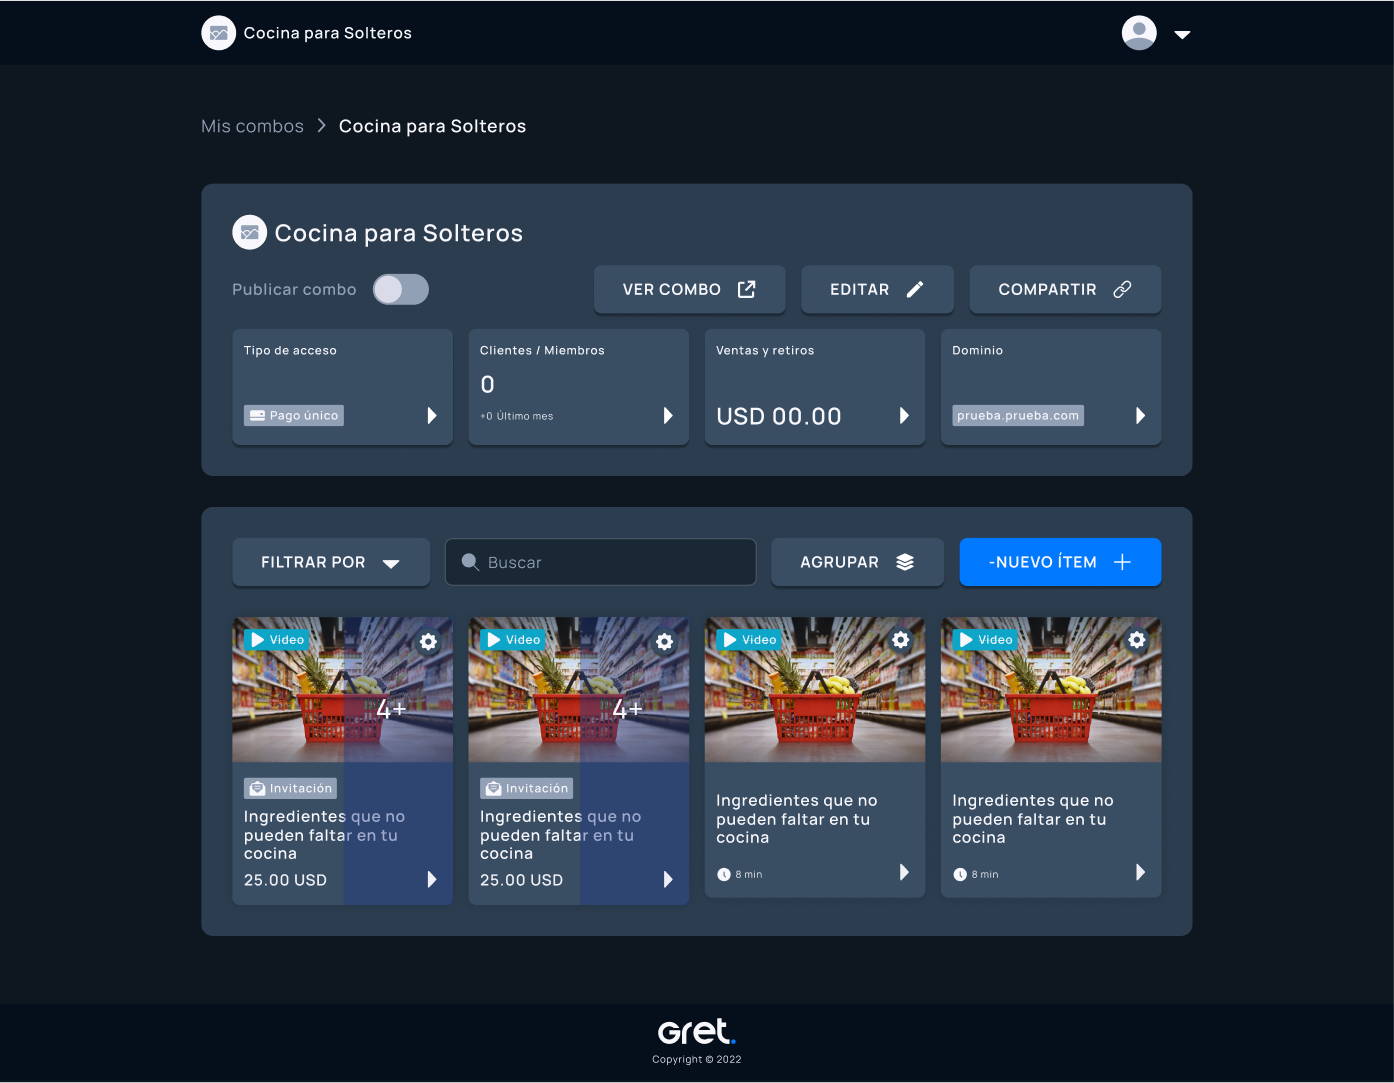 Cocina para Solteros
Mis combos > Cocina para Solteros
Cocina para Solteros
Publicar combo
VER COMBO
EDITAR
COMPARTIR
Tipo de acceso
Pago único
Clientes / Miembros
0
+0 Último mes
Ventas y retiros
USD 00.00
Dominio
prueba.prueba.com
FILTRAR POR
Buscar
AGRUPAR
-NUEVO ÍTEM
Video
4+
Invitación
Ingredientes que no
pueden faltar en tu
cocina
25.00 USD
Video
4+
Invitación
Ingredientes que no
pueden faltar en tu
cocina
25.00 USD
Video
Ingredientes que no
pueden faltar en tu
cocina
8 min
Video
Ingredientes que no
pueden faltar en tu
cocina
8 min
Gret.
Copyright © 2022